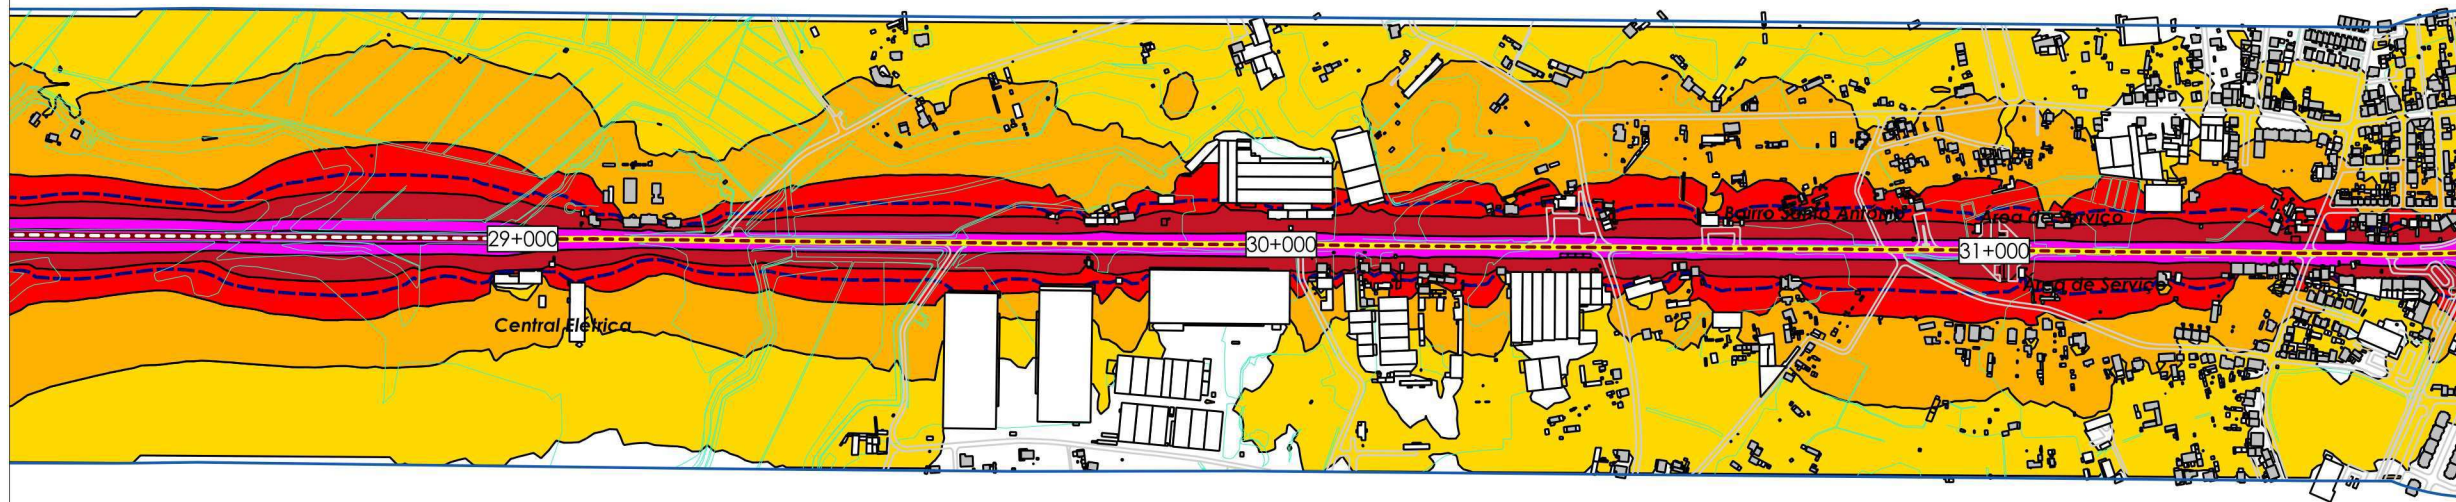 Bairro Santo António
Área de Serviço
29+000
30+000
31+000
Área de Serviço
Central Elétrica